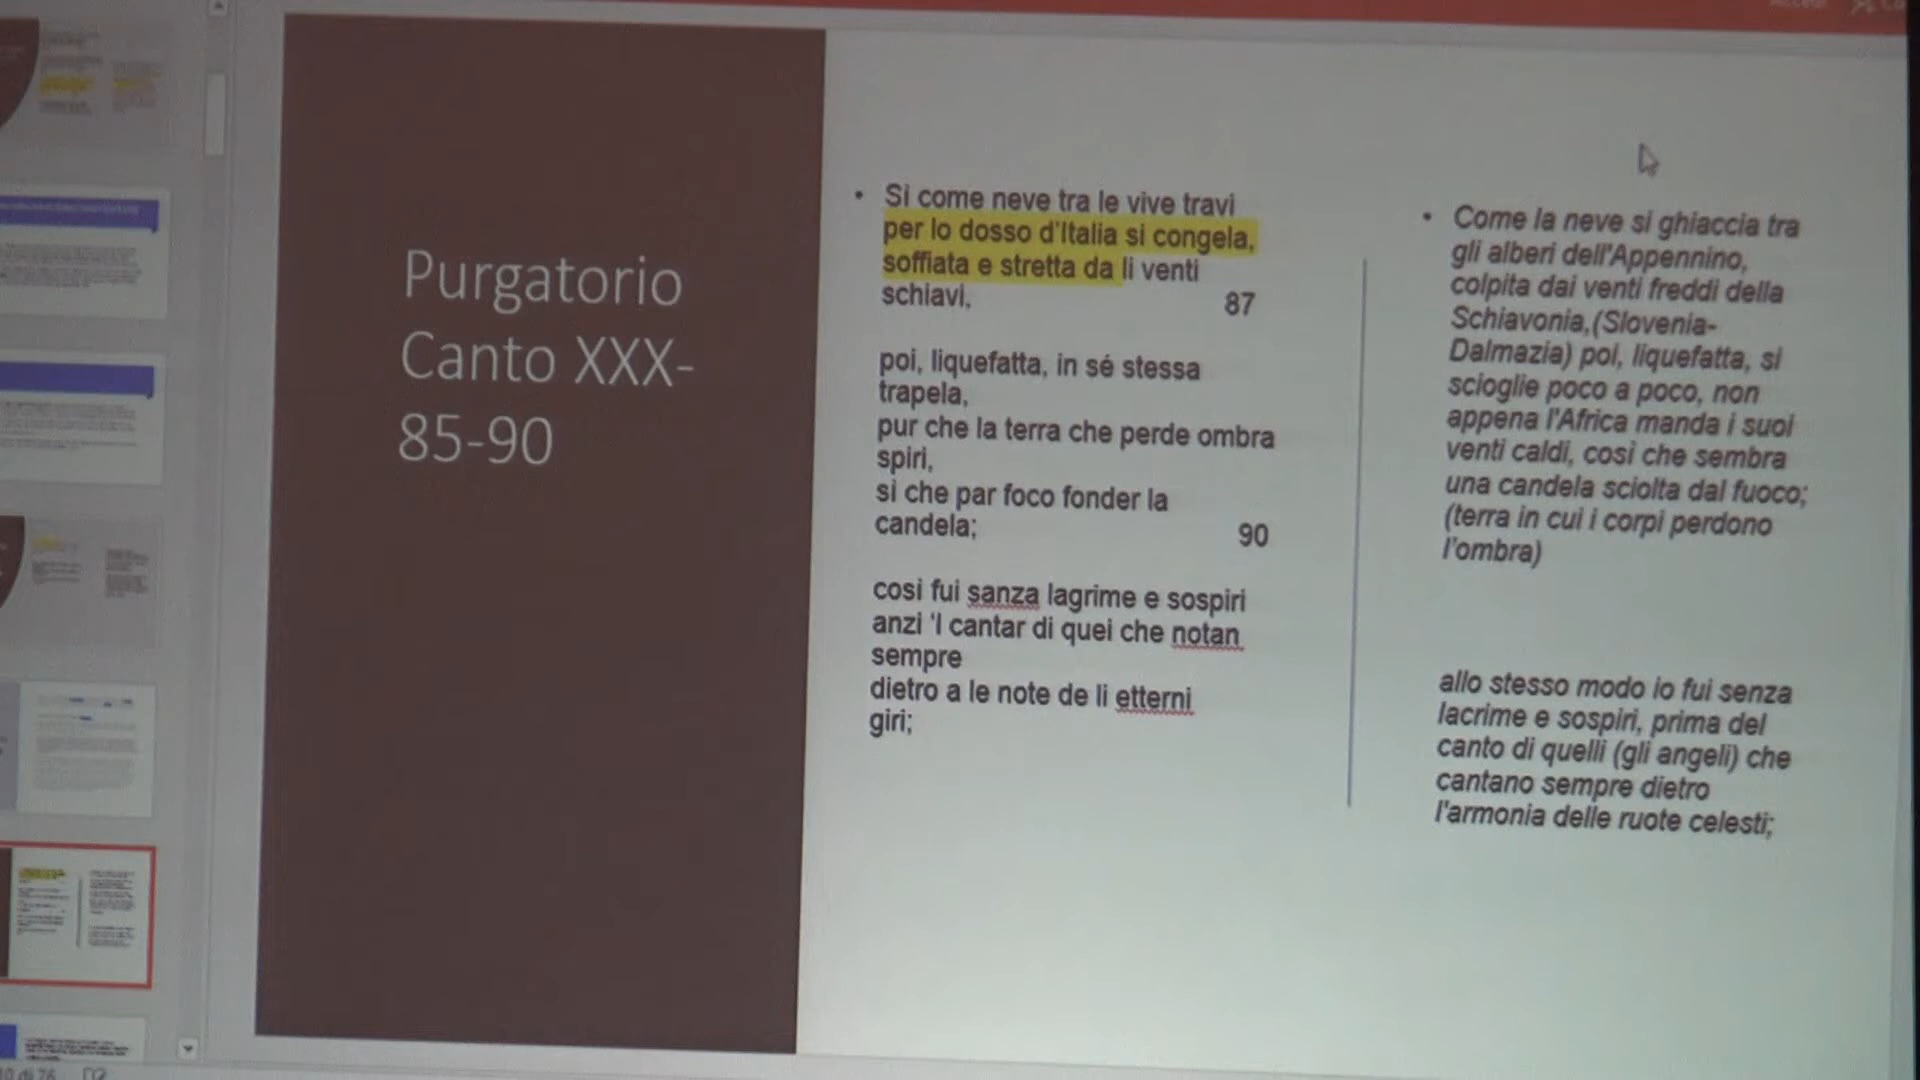 Accedi
Purgatorio
Canto XXX-
85-90
• Sì come neve tra le vive travi
per lo dosso d'Italia si congela,
soffiata e stretta da li venti
schiavi, 87
poi, liquefatta, in sé stessa
trapela,
pur che la terra che perde ombra
spiri,
sì che par foco fonder la
candela; 90
così fui sanza lagrime e sospiri
anzi 'l cantar di quei che notan
sempre
dietro a le note de li etterni
giri;
• Come la neve si ghiaccia tra
gli alberi dell'Appennino,
colpita dai venti freddi della
Schiavonia,(Slovenia-
Dalmazia) poi, liquefatta, si
scioglie poco a poco, non
appena l'Africa manda i suoi
venti caldi, così che sembra
una candela sciolta dal fuoco;
(terra in cui i corpi perdono
l'ombra)
allo stesso modo io fui senza
lacrime e sospiri, prima del
canto di quelli (gli angeli) che
cantano sempre dietro
l'armonia delle ruote celesti;